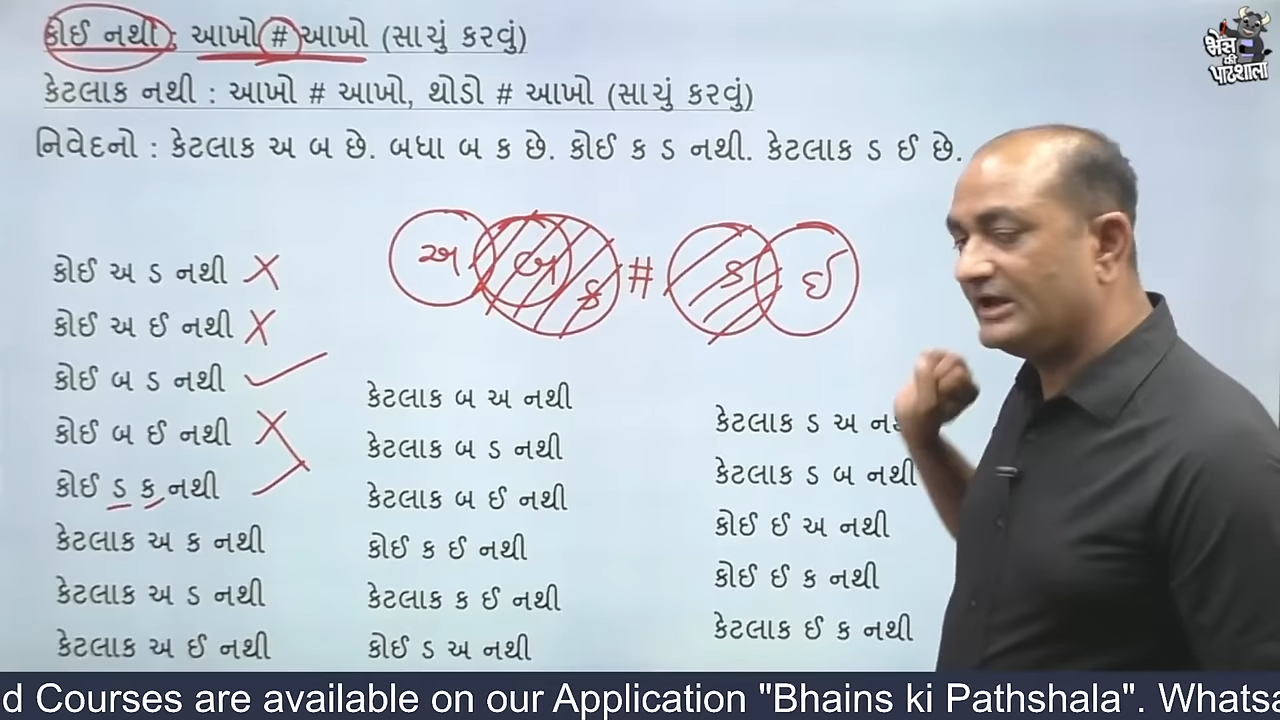 કોઈ નથી : આખો # આખો (સાચું કરવું)
કેટલાક નથી : આખો # આખો, થોડો # આખો (સાચું કરવું)
નિવેદનો : કેટલાક અ બ છે. બધા બ ક છે. કોઈ ક ડ નથી. કેટલાક ડ ઈ છે.
भैंस
की
पाठशाला
અ બ ક # ડ ઈ
કોઈ અ ડ નથી
કોઈ અ ઈ નથી
કોઈ બ ડ નથી
કોઈ બ ઈ નથી
કોઈ ડ ક નથી
કેટલાક અ ક નથી
કેટલાક અ ડ નથી
કેટલાક અ ઈ નથી
કેટલાક બ અ નથી
કેટલાક બ ડ નથી
કેટલાક બ ઈ નથી
કોઈ ક ઈ નથી
કેટલાક ક ઈ નથી
કોઈ ડ અ નથી
કેટલાક ડ અ
કેટલાક ડ બ નથી
કોઈ ઈ અ નથી
કોઈ ઈ ક નથી
કેટલાક ઈ ક નથી
d Courses are available on our Application "Bhains ki Pathshala". Whatsa